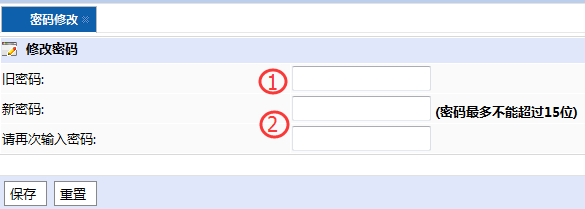 密码修改
修改密码
旧密码: ①
新密码: (密码最多不能超过15位)
②
请再次输入密码:
保存 重置